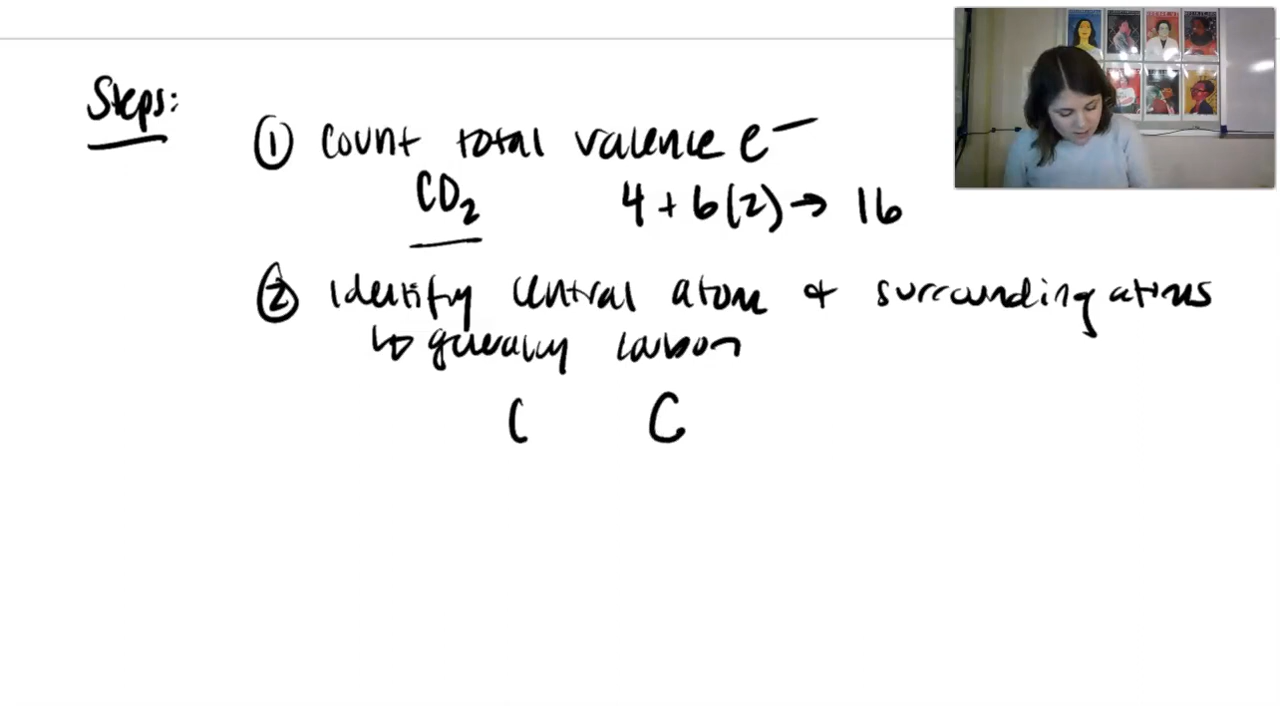 Steps:
① Count total valence e⁻
CO₂ 4 + 6(2) → 16
② Identify central atom & surrounding atoms
↳ generally carbon
( C